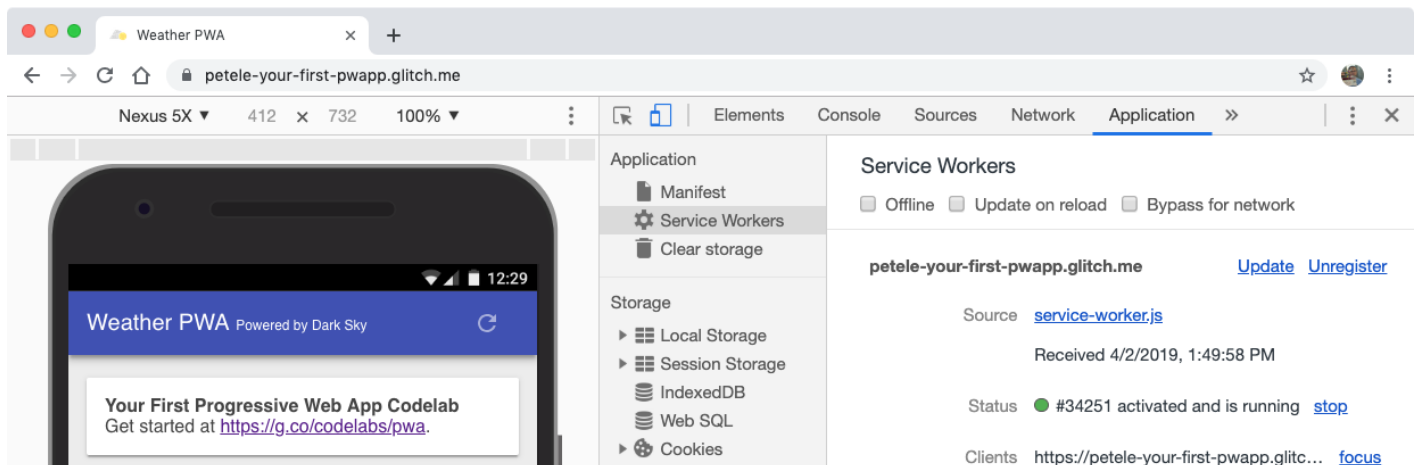 Weather PWA
petele-your-first-pwapp.glitch.me
Nexus 5X ▼ 412 × 732 100% ▼
Elements Console Sources Network Application »
Application
Manifest
Service Workers
Clear storage
Storage
Local Storage
Session Storage
IndexedDB
Web SQL
Cookies
Service Workers
Offline Update on reload Bypass for network
petele-your-first-pwapp.glitch.me Update Unregister
Source service-worker.js
Received 4/2/2019, 1:49:58 PM
Status #34251 activated and is running stop
Clients https://petele-your-first-pwapp.glitc... focus
12:29
Weather PWA Powered by Dark Sky
Your First Progressive Web App Codelab
Get started at https://g.co/codelabs/pwa.